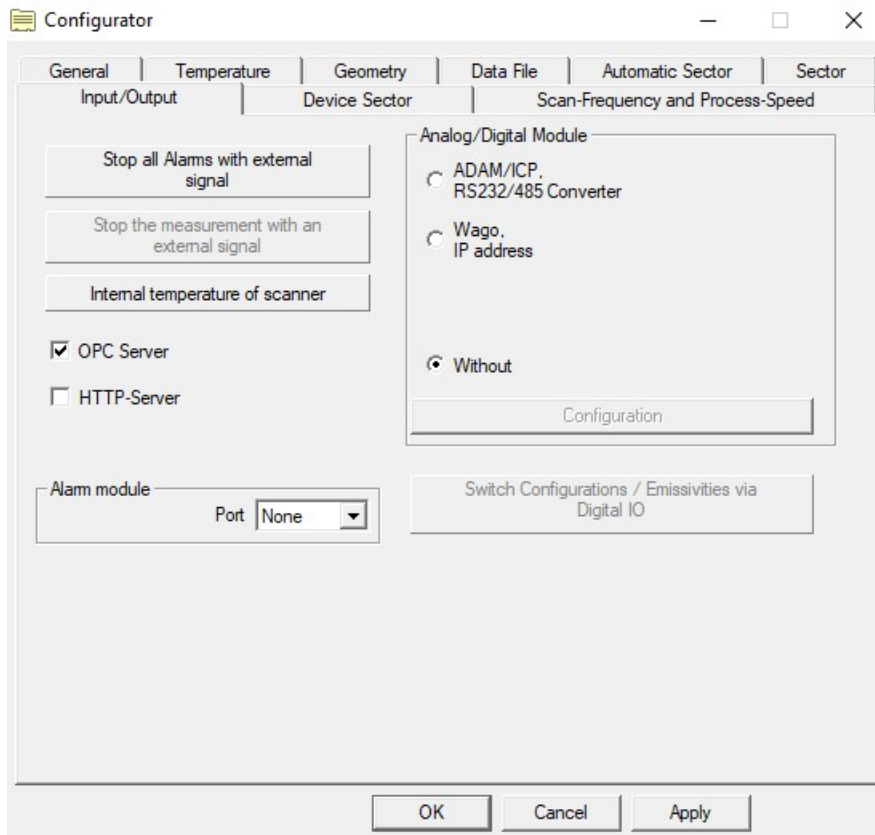 Configurator
General
Temperature
Geometry
Data File
Automatic Sector
Sector
Input/Output
Device Sector
Scan-Frequency and Process-Speed
Stop all Alarms with external
signal
Stop the measurement with an
external signal
Internal temperature of scanner
OPC Server
HTTP-Server
Alarm module
Port
None
Analog/Digital Module
ADAM/ICP,
RS232/485 Converter
Wago,
IP address
Without
Configuration
Switch Configurations / Emissivities via
Digital IO
OK
Cancel
Apply